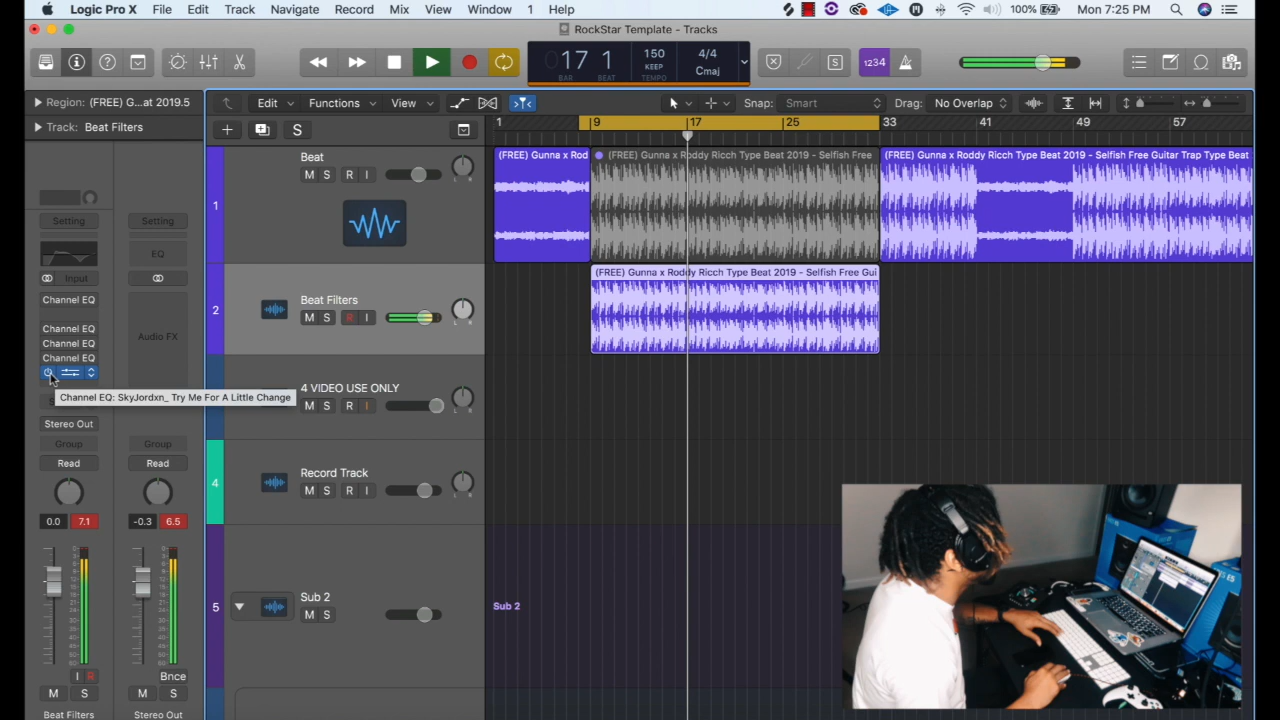 Logic Pro X File Edit Track Navigate Record Mix View Window 1 Help 100% Mon 7:25 PM
RockStar Template - Tracks
17 1 150 4/4
KEEP Cmaj
BAR BEAT TEMPO
1234
Region: (FREE) G...at 2019.5
Edit Functions View Snap: Smart Drag: No Overlap
Track: Beat Filters
S
1 9 17 25 33 41 49 57
1
Beat
M S R I
L R
(FREE) Gunna x Rod
(FREE) Gunna x Roddy Ricch Type Beat 2019 - Selfish Free
(FREE) Gunna x Roddy Ricch Type Beat 2019 - Selfish Free Guitar Trap Type Beat
2
Beat Filters
M S R I
L R
(FREE) Gunna x Roddy Ricch Type Beat 2019 - Selfish Free Gui
4 VIDEO USE ONLY
M S R I
L R
4
Record Track
M S R I
L R
5
Sub 2
M S
Sub 2
Setting Setting
EQ
Input
Channel EQ
Channel EQ
Channel EQ
Channel EQ
Audio FX
Channel EQ: SkyJordxn_ Try Me For A Little Change
Stereo Out
Group Group
Read Read
0.0 7.1 -0.3 6.5
I R Bnce
M S M S
Beat Filters Stereo Out